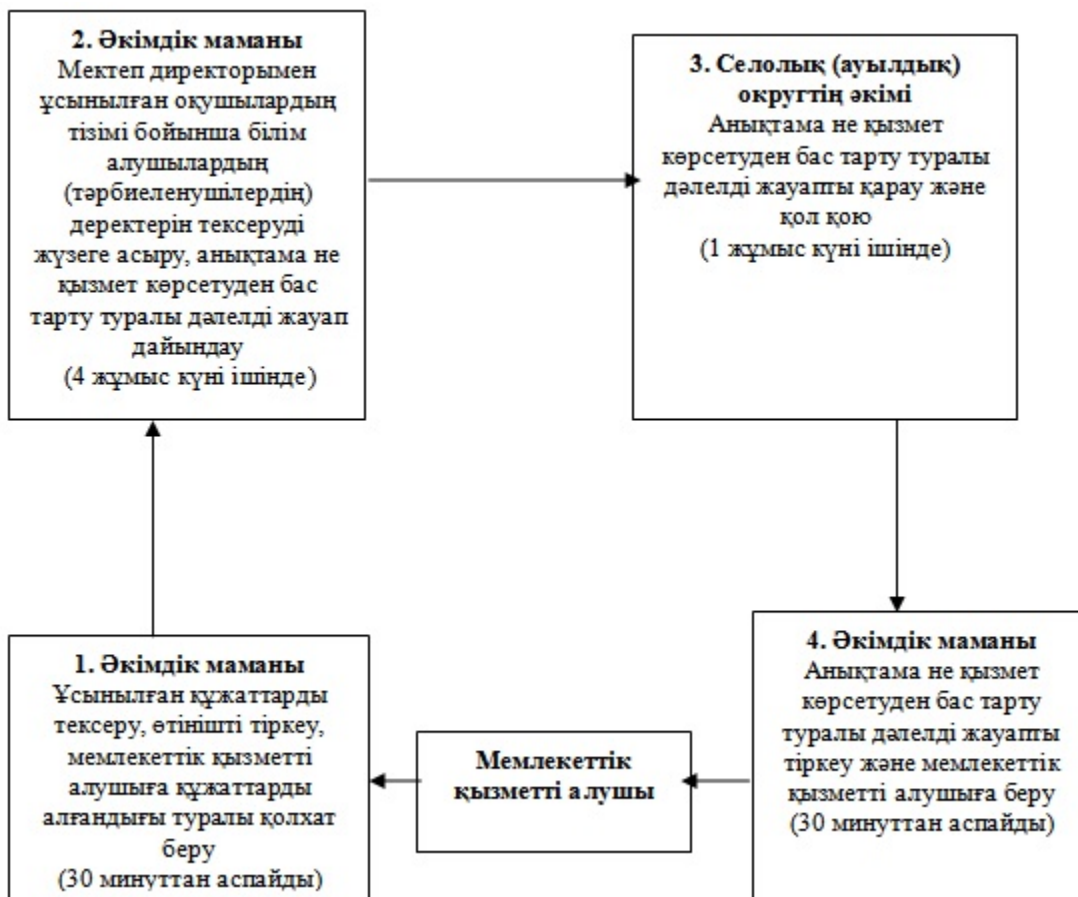 2. Әкімдік маманы
Мектеп директорымен
ұсынылған оқушылардың
тізімі бойынша білім
алушылардың
(тәрбиеленушілердің)
деректерін тексеруді
жүзеге асыру, анықтама не
қызмет көрсетуден бас
тарту туралы дәлелді жауап
дайындау
(4 жұмыс күні ішінде)
3. Селолық (ауылдық)
округтің әкімі
Анықтама не қызмет
көрсетуден бас тарту туралы
дәлелді жауапты қарау және
қол қою
(1 жұмыс күні ішінде)
1. Әкімдік маманы
Ұсынылған құжаттарды
тексеру, өтінішті тіркеу,
мемлекеттік қызметті
алушыға құжаттарды
алғандығы туралы қолхат
беру
(30 минуттан аспайды)
Мемлекеттік
қызметті алушы
4. Әкімдік маманы
Анықтама не қызмет
көрсетуден бас тарту
туралы дәлелді жауапты
тіркеу және мемлекеттік
қызметті алушыға беру
(30 минуттан аспайды)